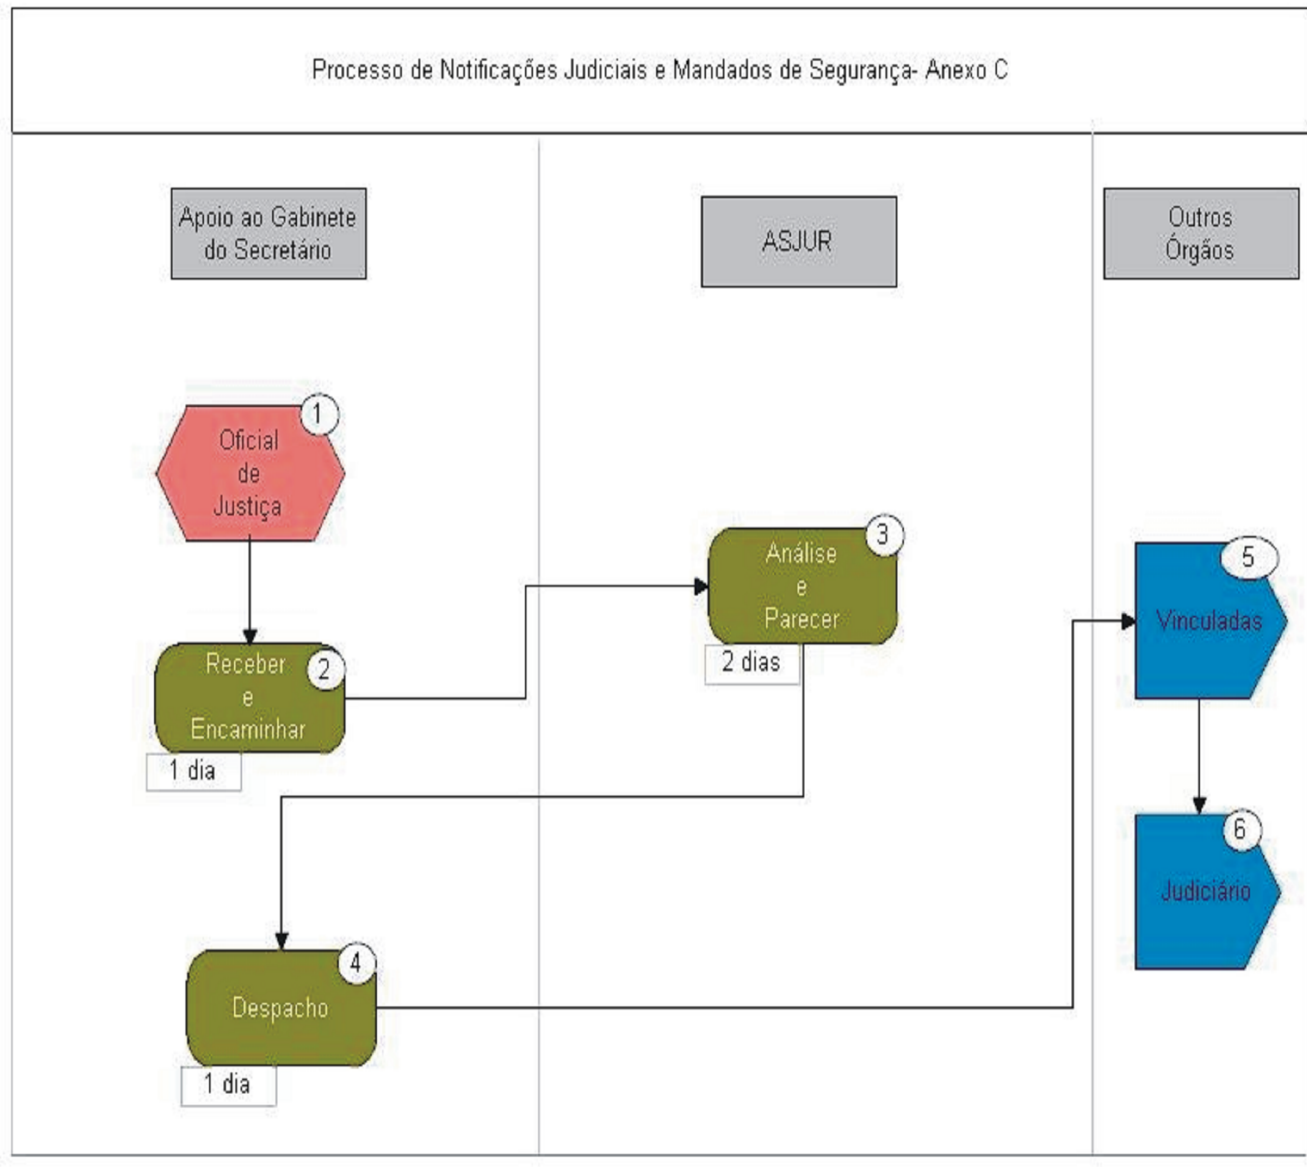 Processo de Notificações Judiciais e Mandados de Segurança- Anexo C
Apoio ao Gabinete
do Secretário
ASJUR
Outros
Órgãos
1
Oficial
de
Justiça
2
Receber
e
Encaminhar
1 dia
3
Análise
e
Parecer
2 dias
4
Despacho
1 dia
5
Vinculadas
6
Judiciário